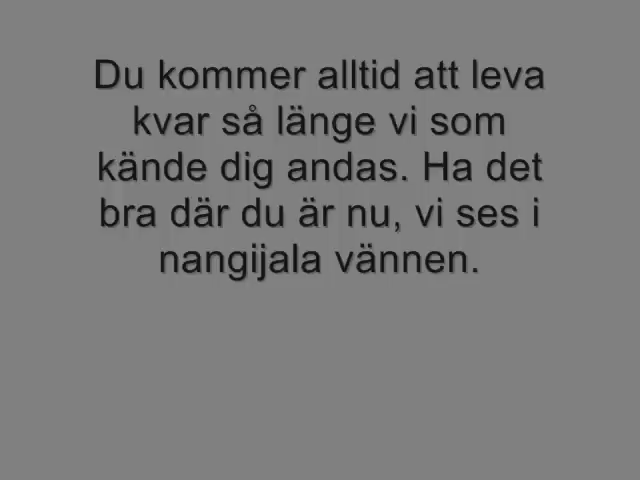 Du kommer alltid att leva
kvar så länge vi som
kände dig andas. Ha det
bra där du är nu, vi ses i
nangijala vännen.